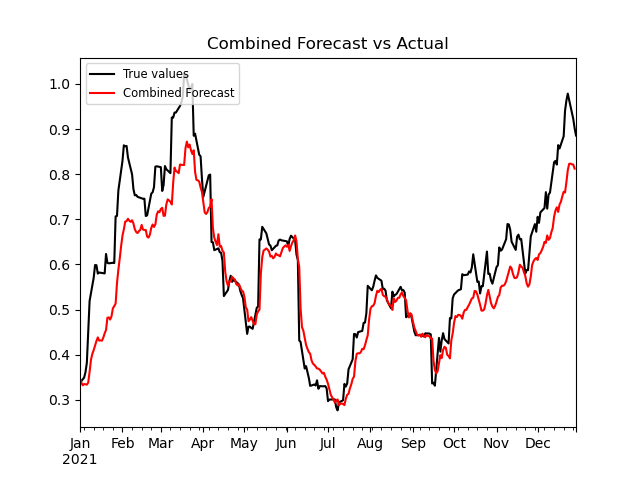 Combined Forecast vs Actual
True values
Combined Forecast
1.0
0.9
0.8
0.7
0.6
0.5
0.4
0.3
Jan Feb Mar Apr May Jun Jul Aug Sep Oct Nov Dec
2021